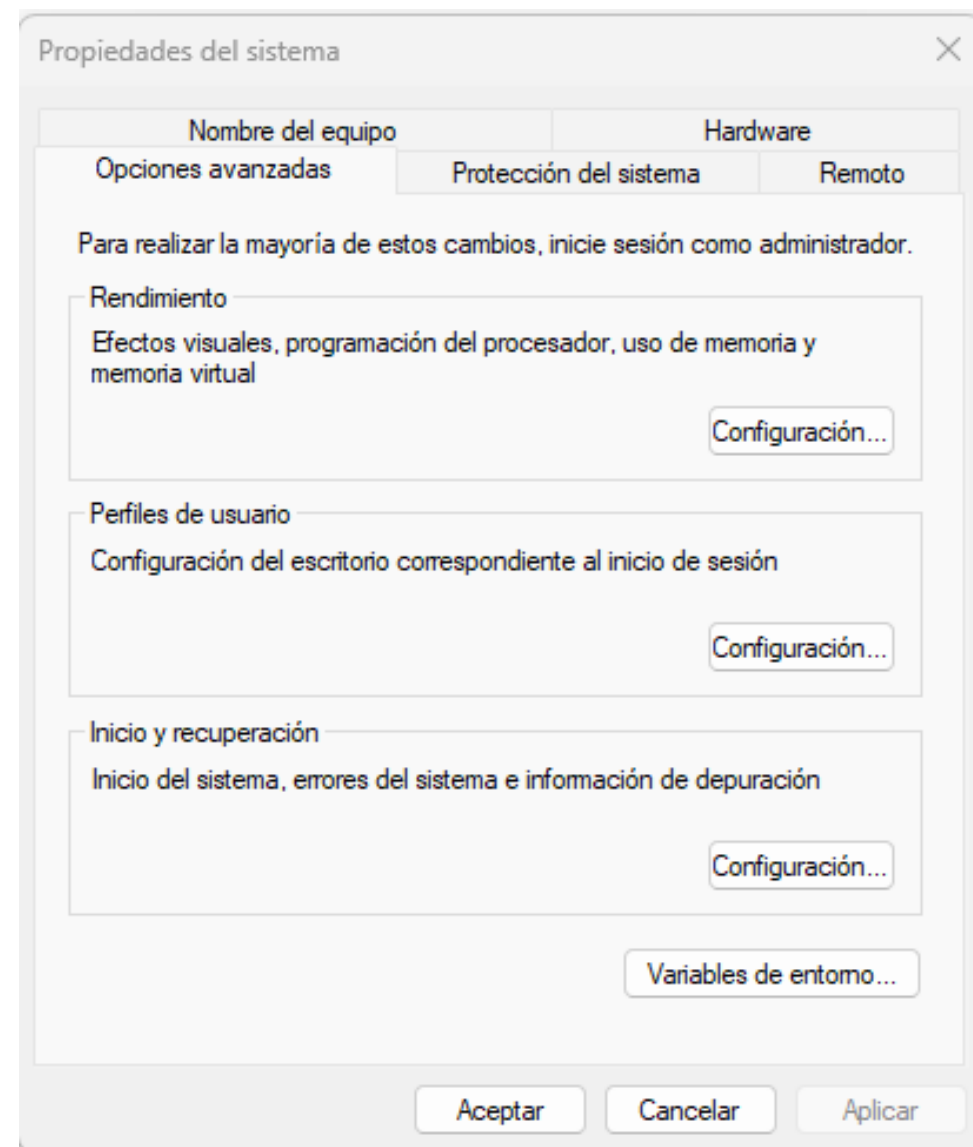 Propiedades del sistema
Nombre del equipo
Hardware
Opciones avanzadas
Protección del sistema
Remoto
Para realizar la mayoría de estos cambios, inicie sesión como administrador.
Rendimiento
Efectos visuales, programación del procesador, uso de memoria y
memoria virtual
Configuración...
Perfiles de usuario
Configuración del escritorio correspondiente al inicio de sesión
Configuración...
Inicio y recuperación
Inicio del sistema, errores del sistema e información de depuración
Configuración...
Variables de entorno...
Aceptar
Cancelar
Aplicar